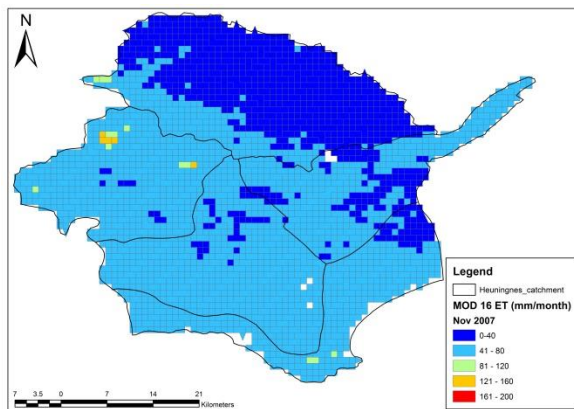 N
Legend
Heuningnes_catchment
MOD 16 ET (mm/month)
Nov 2007
0-40
41 - 80
81 - 120
121 - 160
161 - 200
7 3.5 0 7 14 21
Kilometers